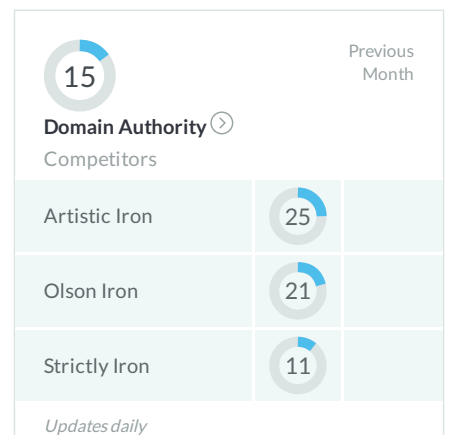 15
Previous
Month
Domain Authority
Competitors
Artistic Iron 25
Olson Iron 21
Strictly Iron 11
Updates daily